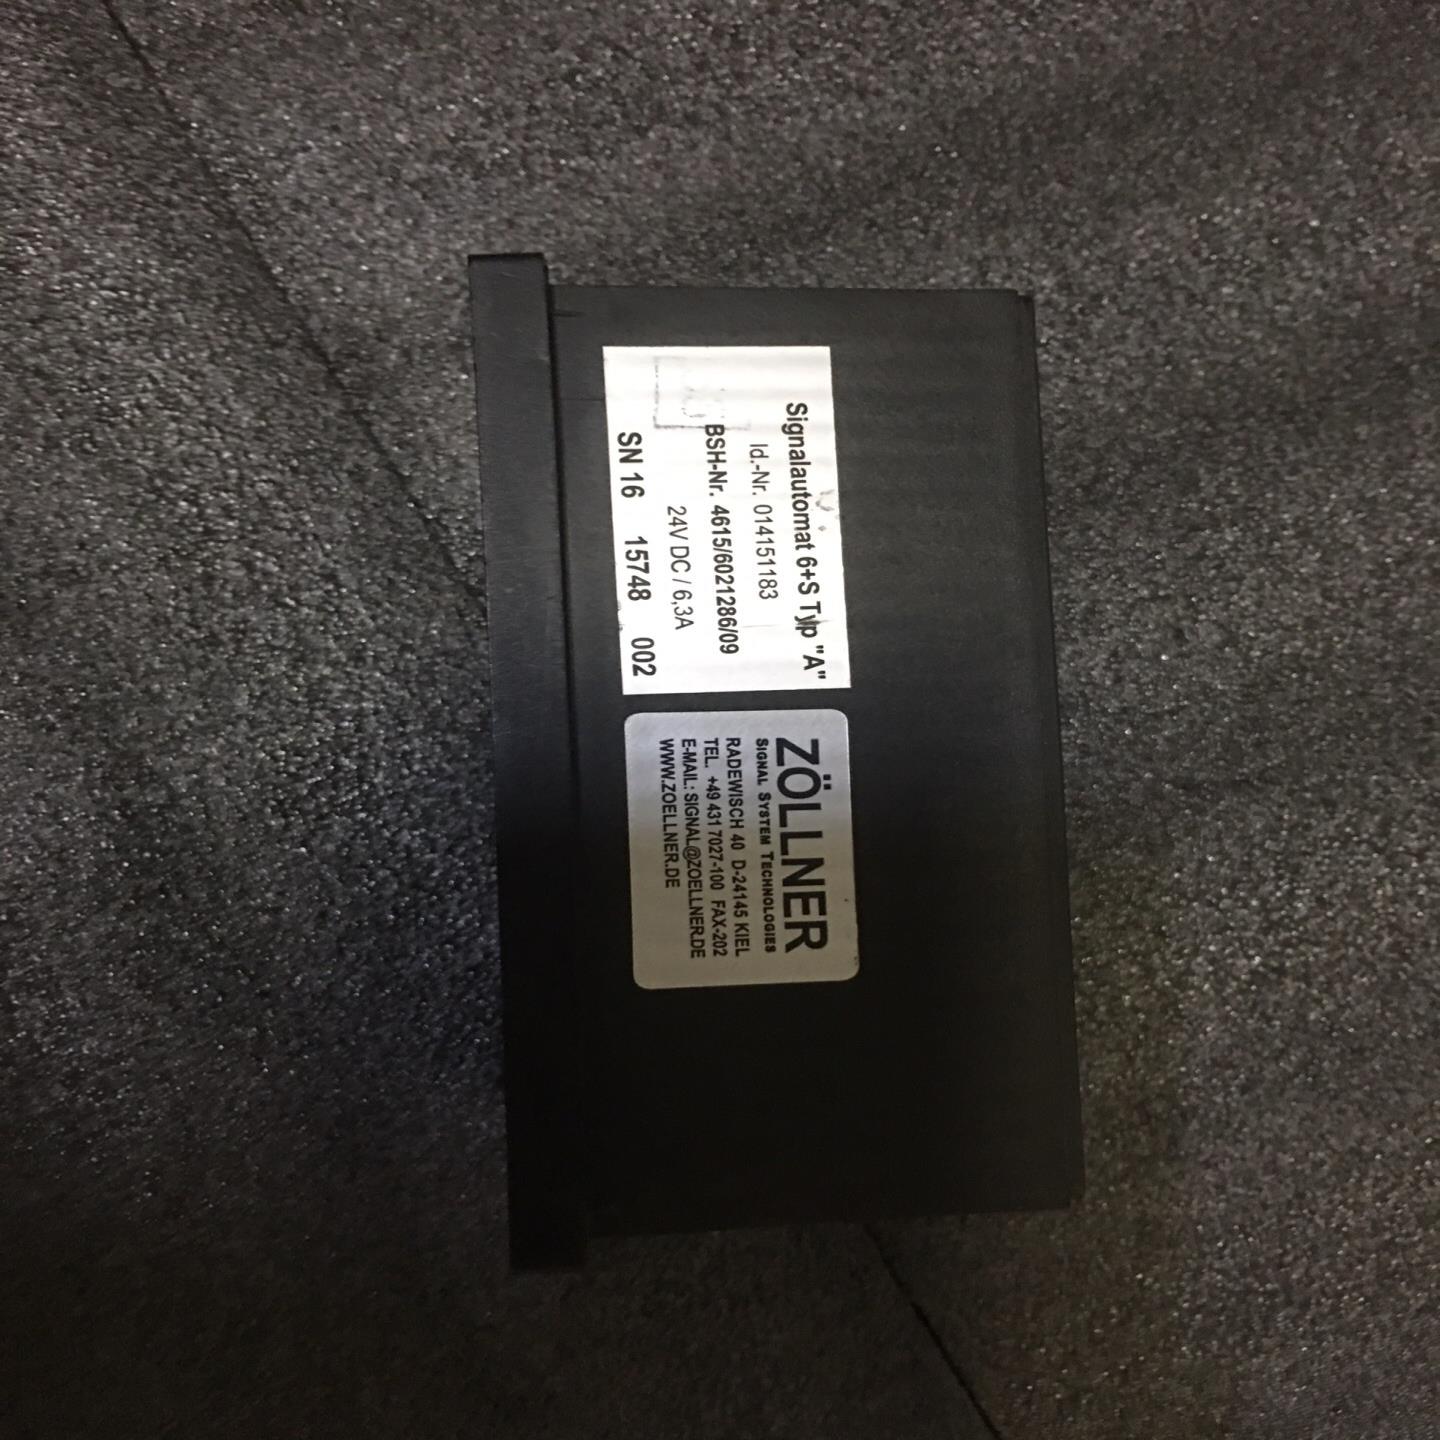 Signalautomat 6+S Typ "A"
Id.-Nr. 014151183
BSH-Nr. 4615/6021286/09
24V DC / 6,3A
SN 16 15748 002
ZÖLLNER
SIGNAL SYSTEM TECHNOLOGIES
RADEWISCH 40 D-24145 KIEL
TEL. +49 431 7027-100 FAX-202
E-MAIL: SIGNAL@ZOELLNER.DE
WWW.ZOELLNER.DE